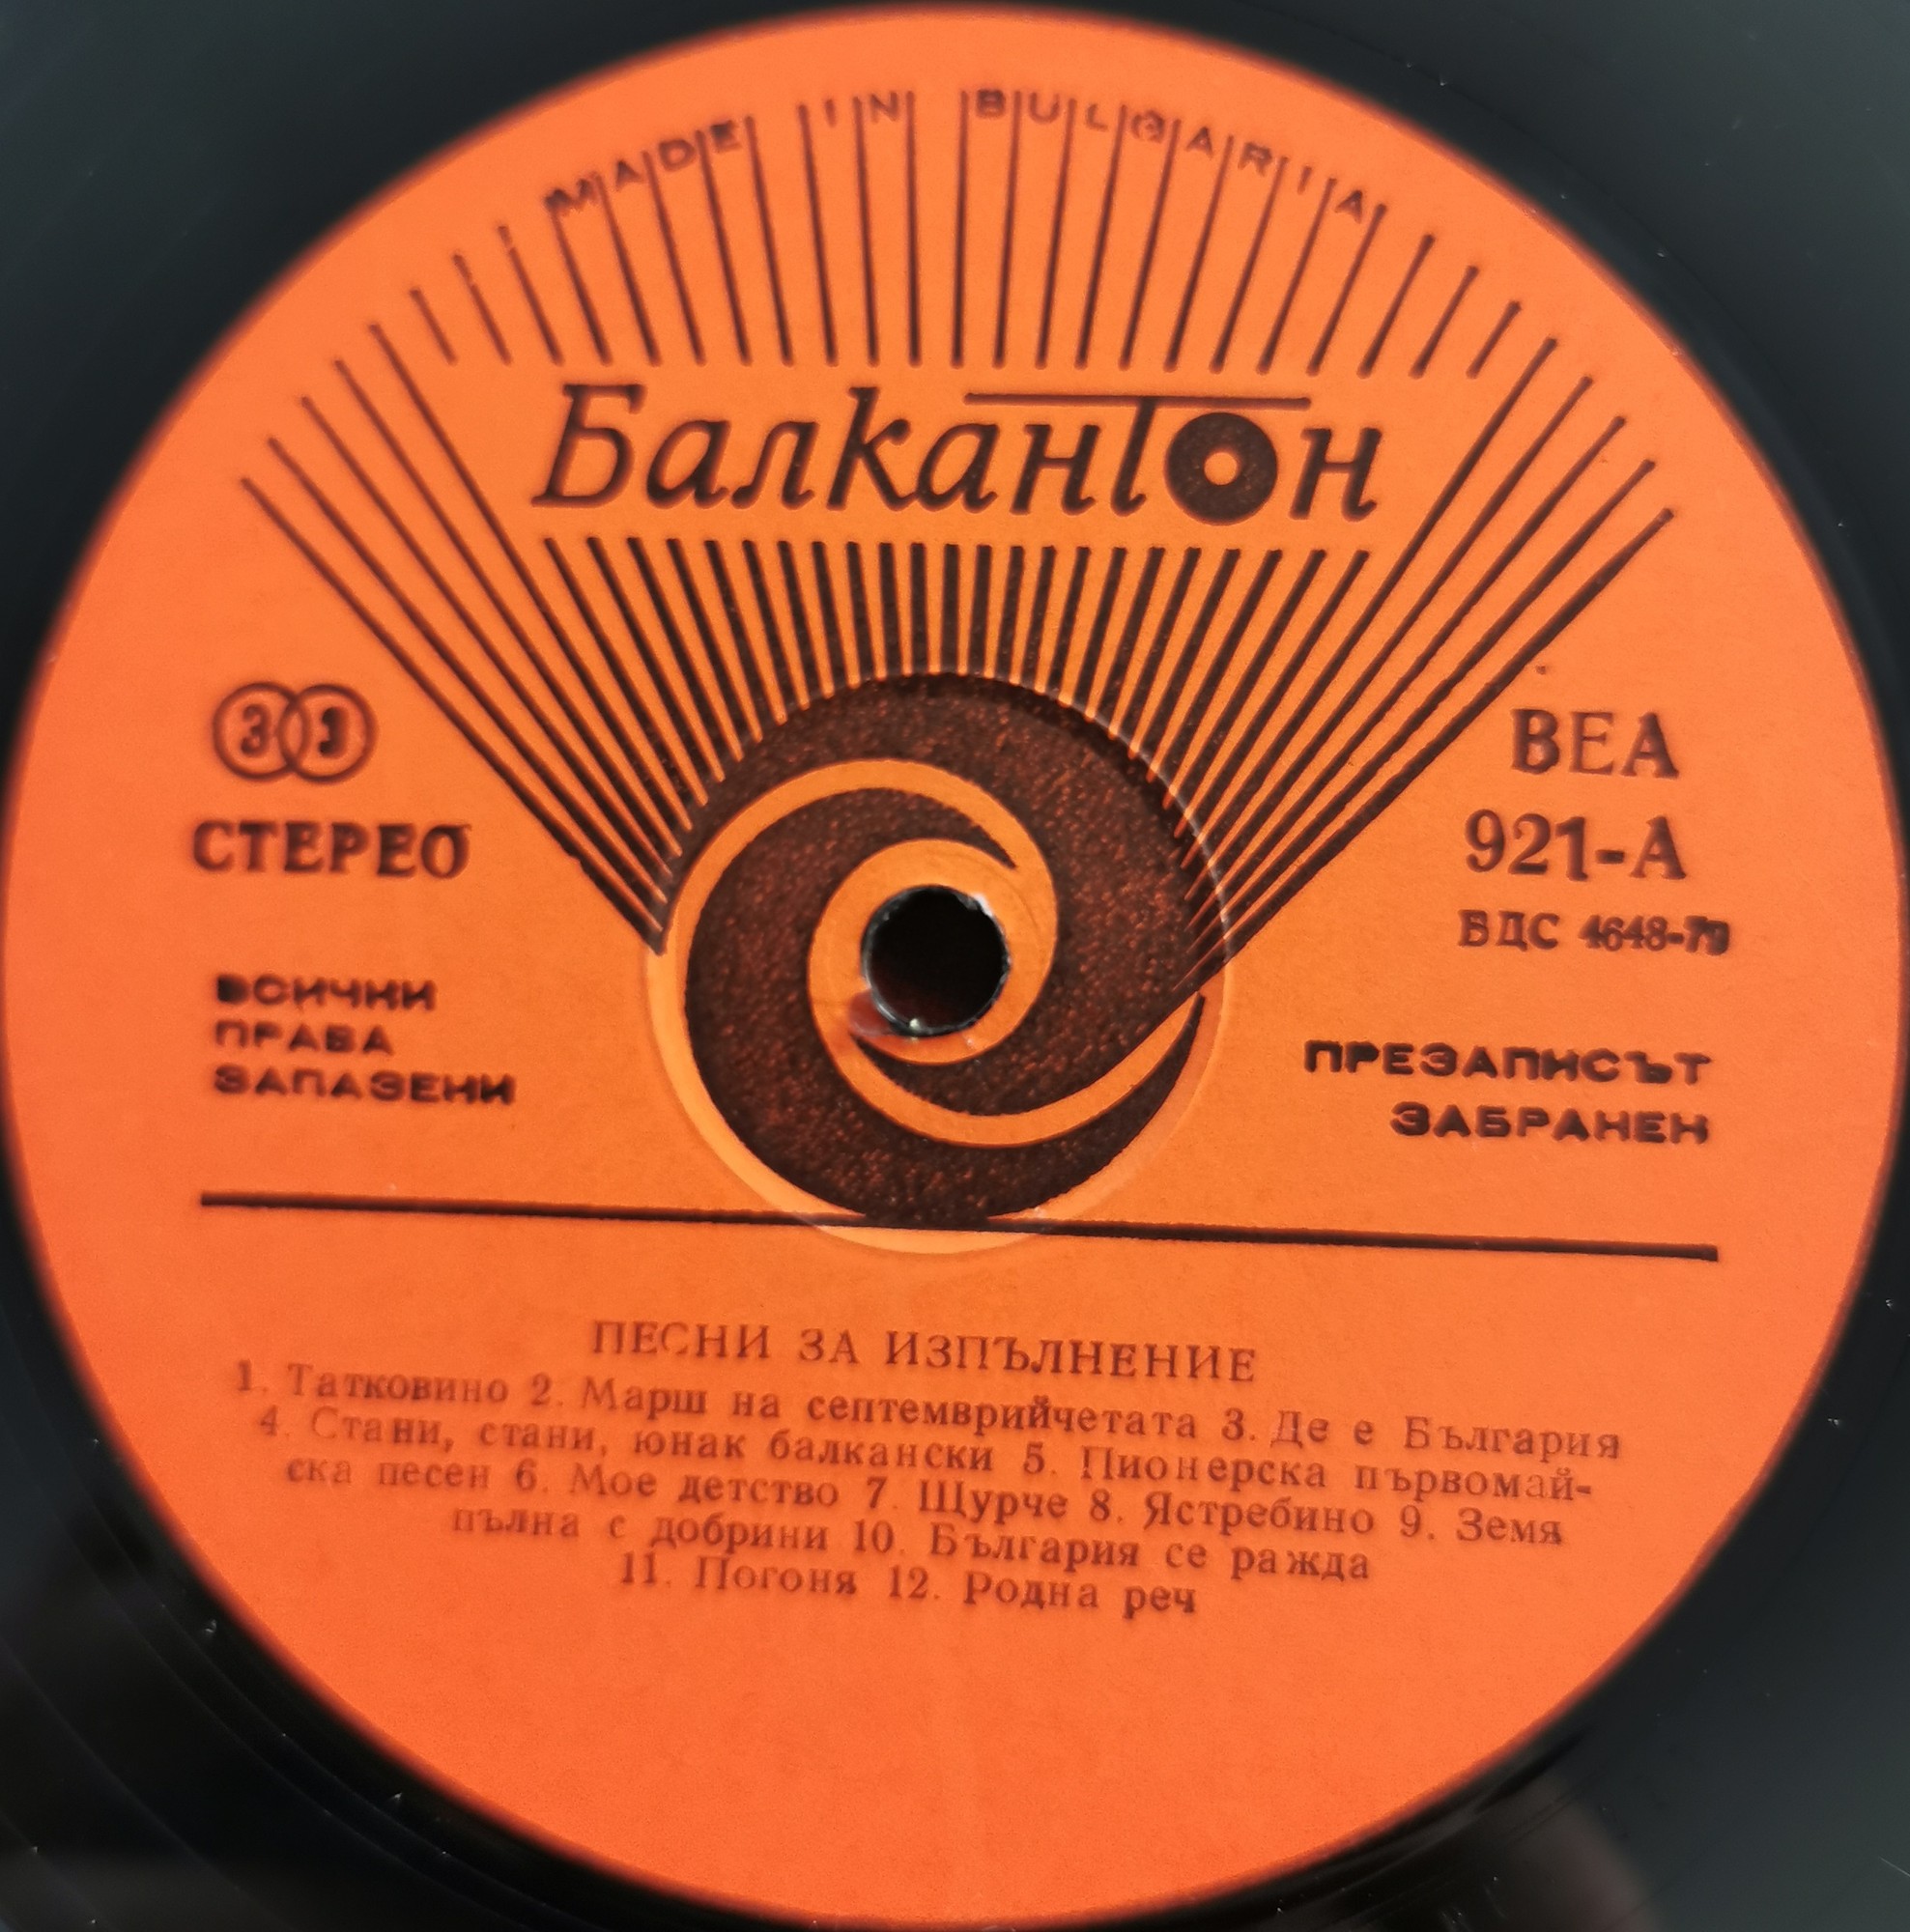 MADE IN BULGARIA
Балкантон
33
СТЕРЕО
ВЕА
921-А
БДС 4648-79
ВСИЧКИ
ПРАВА
ЗАПАЗЕНИ
ПРЕЗАПИСЪТ
ЗАБРАНЕН
ПЕСНИ ЗА ИЗПЪЛНЕНИЕ
1. Татковино 2. Марш на септемврийчетата 3. Де е България
4. Стани, стани, юнак балкански 5. Пионерска първомай-
ска песен 6. Мое детство 7. Щурче 8. Ястребино 9. Земя
пълна с добрини 10. България се ражда
11. Погоня 12. Родна реч